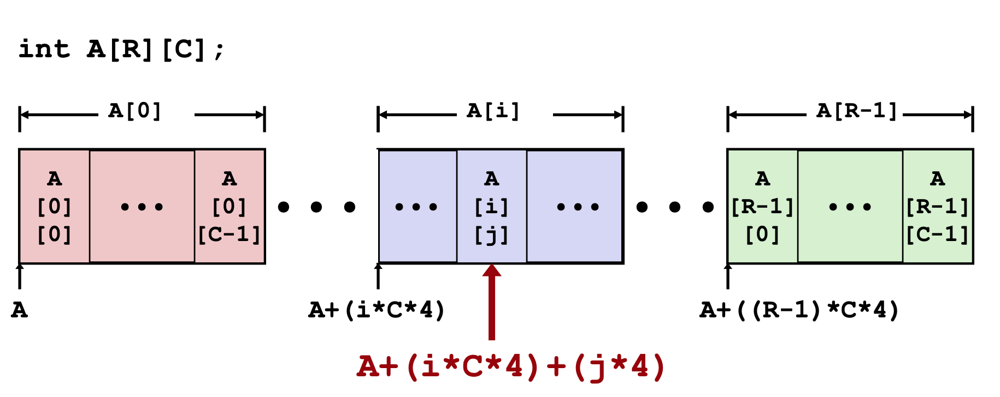 int A[R][C];
A[0] A[i] A[R-1]
A ••• A • • • ••• A ••• • • • A ••• A
[0] [0] [i] [R-1] [R-1]
[0] [C-1] [j] [0] [C-1]
A A+(i*C*4) A+((R-1)*C*4)
A+(i*C*4)+(j*4)